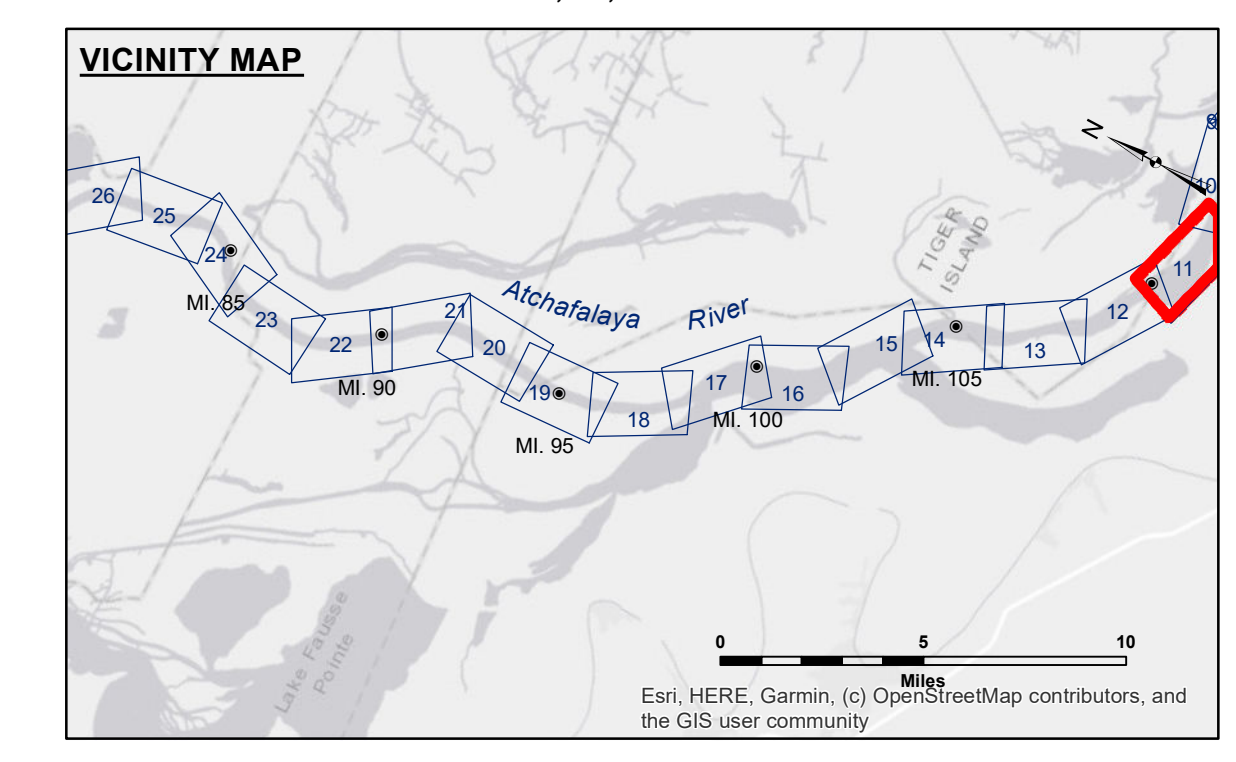 VICINITY MAP
N
10
26
25
24
MI. 85
23
22
21
MI. 90
20
19
MI. 95
18
17
MI. 100
16
15
14
MI. 105
13
12
11
Atchafalaya River
TIGER
ISLAND
Lake Fausse
Pointe
0 5 10
Miles
Esri, HERE, Garmin, (c) OpenStreetMap contributors, and
the GIS user community